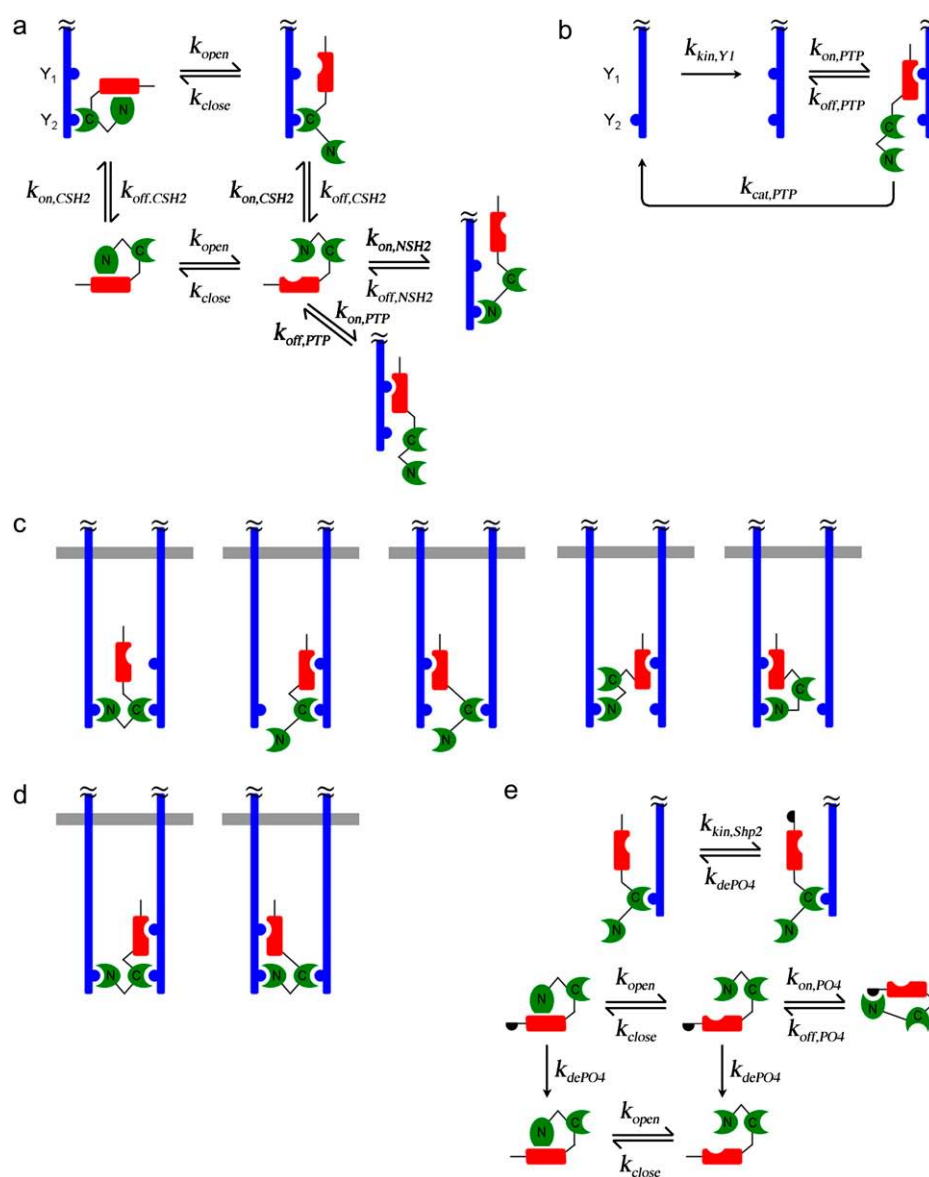 a
k_open
k_close
Y₁
Y₂
C
N
C
N
k_on,CSH2
k_off,CSH2
k_on,CSH2
k_off,CSH2
N
C
k_open
k_close
N
C
k_on,NSH2
k_off,NSH2
C
N
k_on,PTP
k_off,PTP
C
N
b
Y₁
Y₂
k_kin,Y1
k_on,PTP
k_off,PTP
C
N
k_cat,PTP
c
N
C
C
N
C
N
C
N
C
N
d
N
C
N
C
e
C
N
k_kin,Shp2
k_dePO4
C
N
N
C
k_open
k_close
N
C
k_on,PO4
k_off,PO4
N
C
k_dePO4
k_dePO4
N
C
k_open
k_close
N
C